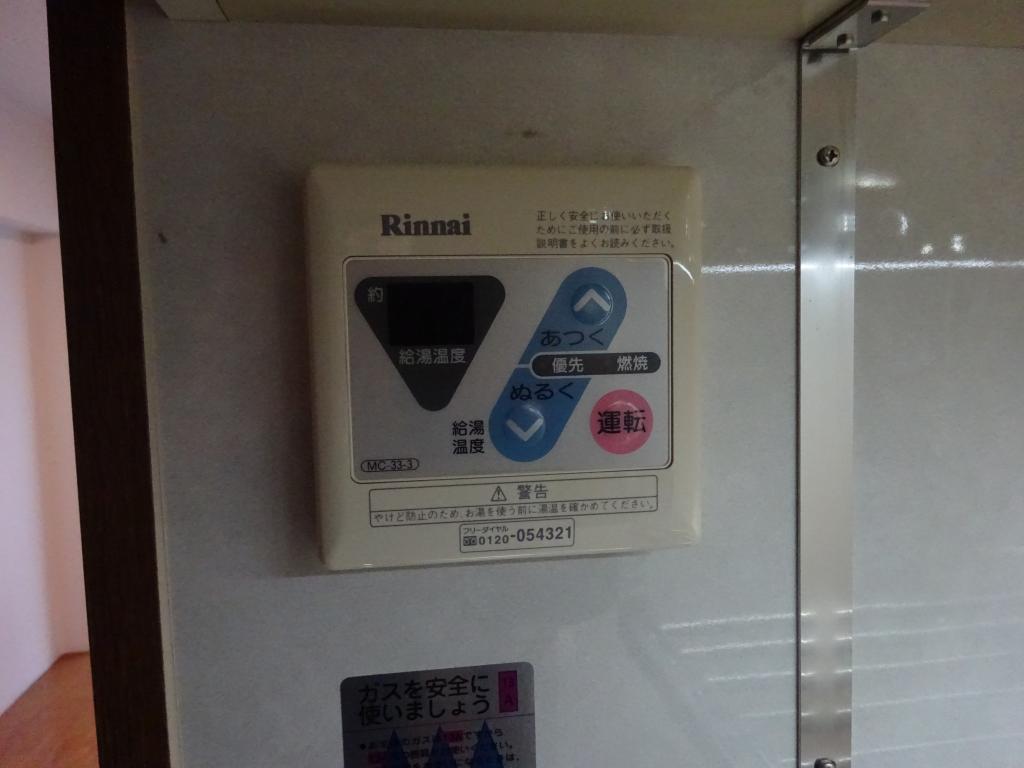 Rinnai
正しく安全にお使いいただく
ためにご使用の前に必ず取扱
説明書をよくお読みください。
約
給湯温度
あつく
優先 燃焼
ぬるく
給湯
温度
運転
MC-33-3
⚠ 警告
やけど防止のため、お湯を使う前に湯温を確かめてください。
フリーダイヤル
0120-054321
ガスを安全に
使いましょう
13
A